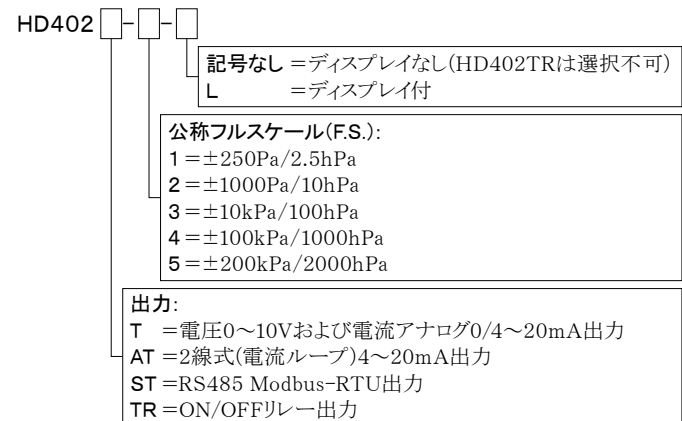 HD402 □-□-□
記号なし =ディスプレイなし(HD402TRは選択不可)
L =ディスプレイ付
公称フルスケール(F.S.):
1=±250Pa/2.5hPa
2=±1000Pa/10hPa
3=±10kPa/100hPa
4=±100kPa/1000hPa
5=±200kPa/2000hPa
出力:
T =電圧0～10Vおよび電流アナログ0/4～20mA出力
AT =2線式(電流ループ)4～20mA出力
ST =RS485 Modbus-RTU出力
TR =ON/OFFリレー出力